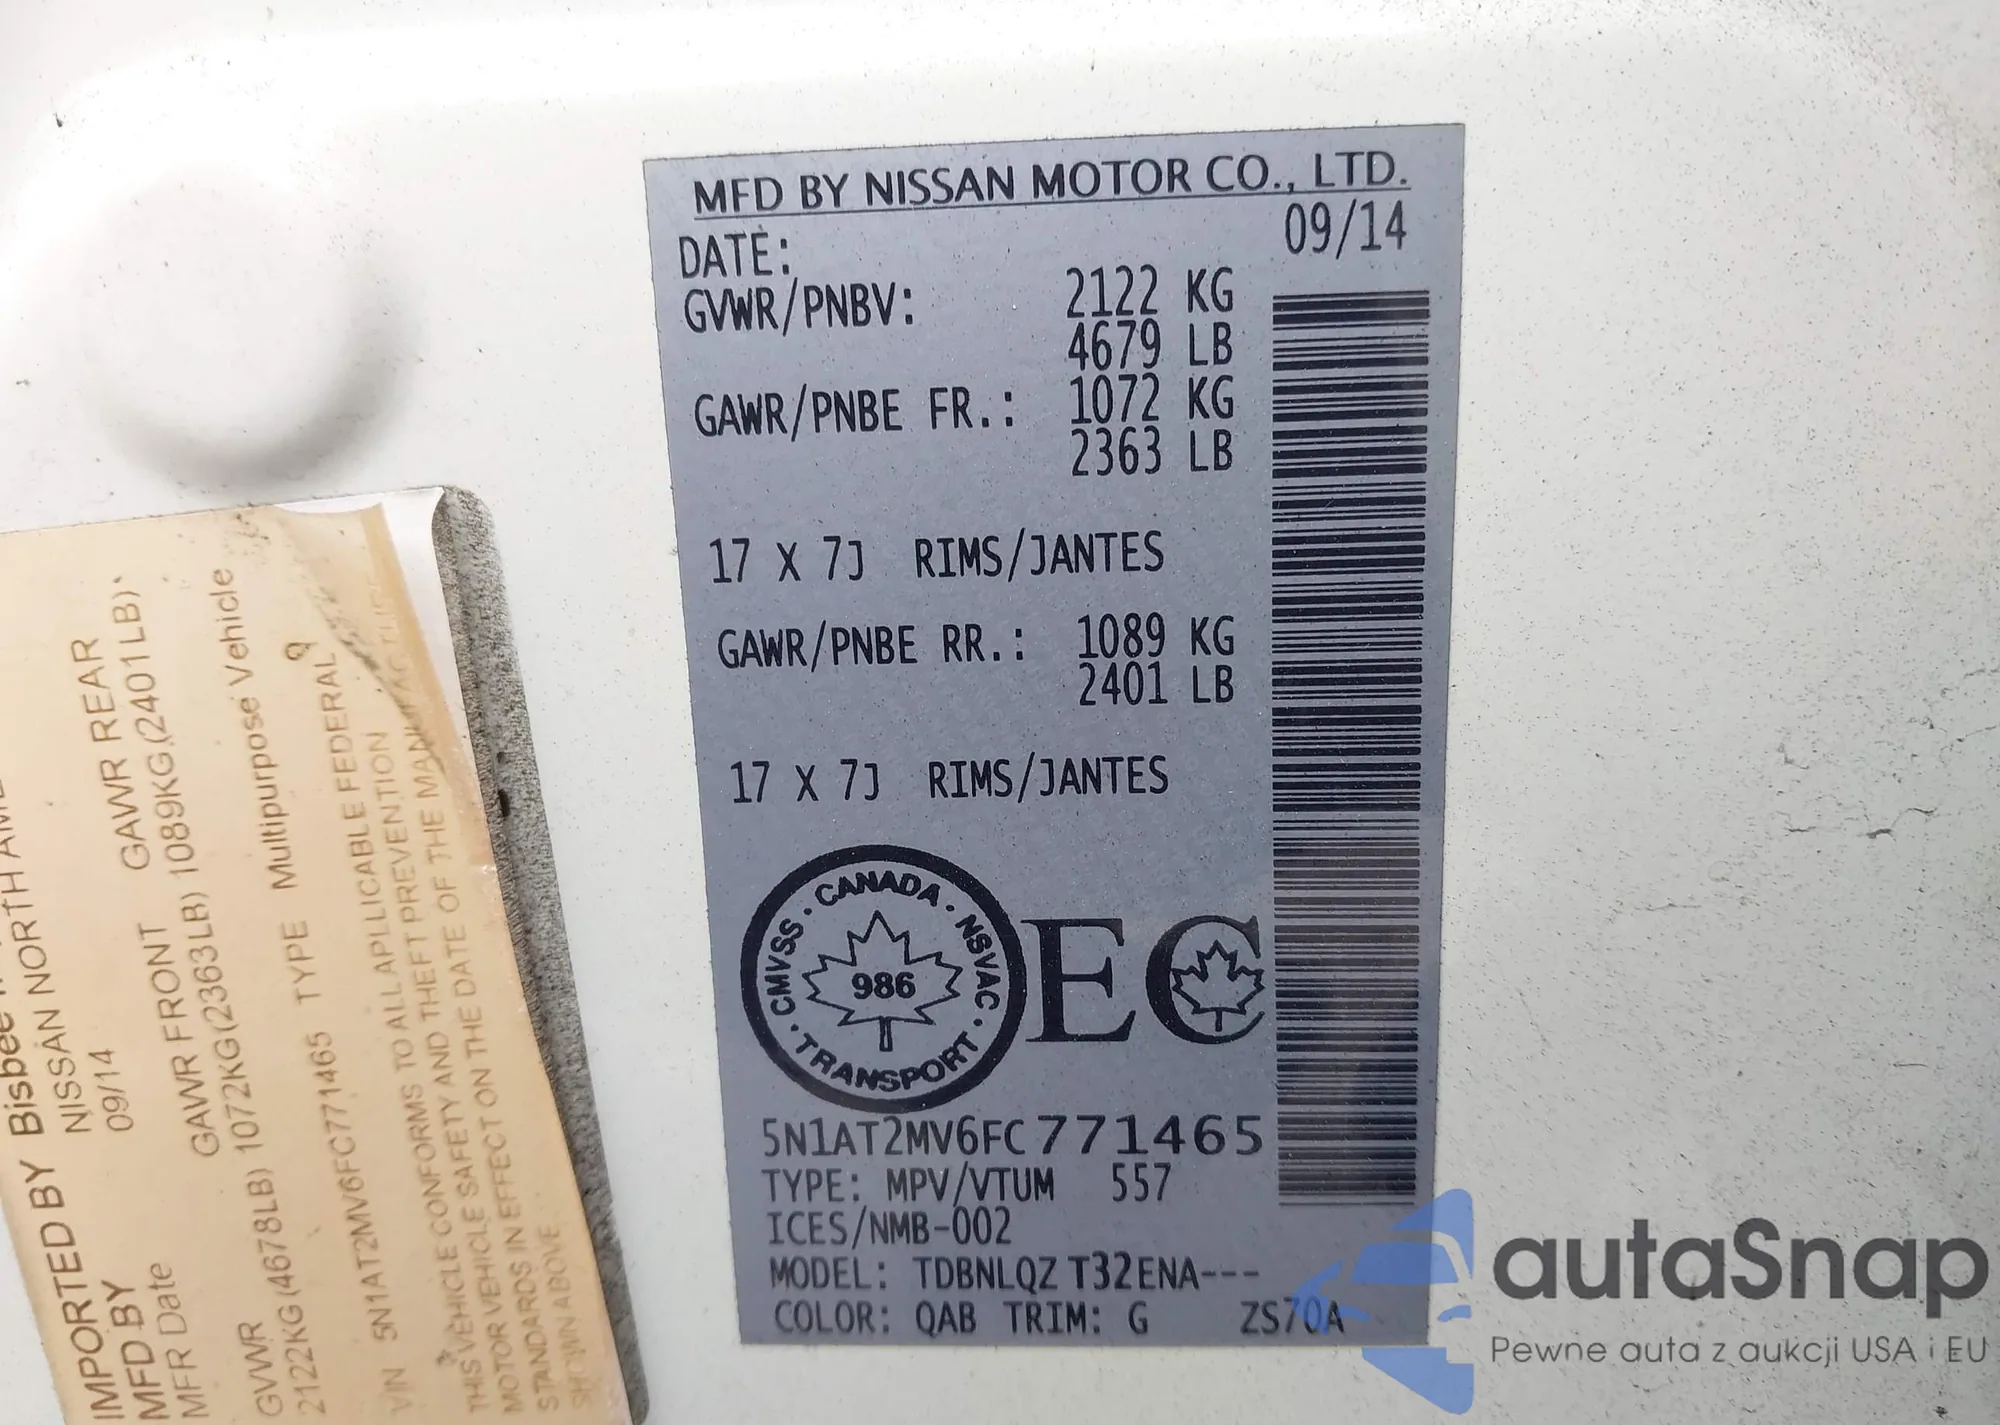 MFD BY NISSAN MOTOR CO., LTD.
DATE: 09/14
GVWR/PNBV: 2122 KG
4679 LB
GAWR/PNBE FR.: 1072 KG
2363 LB
17 X 7J RIMS/JANTES
GAWR/PNBE RR.: 1089 KG
2401 LB
17 X 7J RIMS/JANTES
CMVSS · CANADA · NSVAC · TRANSPORT ·
986
EC
5N1AT2MV6FC771465
TYPE: MPV/VTUM 557
ICES/NMB-002
MODEL: TDBNLQZ T32ENA---
COLOR: QAB TRIM: G ZS70A
IMPORTED BY Bisbee
MFD BY NISSAN NORTH
MFR Date 09/14
GVWR GAWR FRONT GAWR REAR
2122KG(4678LB) 1072KG(2363LB) 1089KG(2401LB)
VIN 5N1AT2MV6FC771465 TYPE Multipurpose Vehicle
THIS VEHICLE CONFORMS TO ALL APLLICABLE FEDERAL
MOTOR VEHICLE SAFETY AND THEFT PREVENTION
STANDARDS IN EFFECT ON THE DATE OF THE MANUFACTURE
SHOWN ABOVE
autaSnap
Pewne auta z aukcji USA i EU